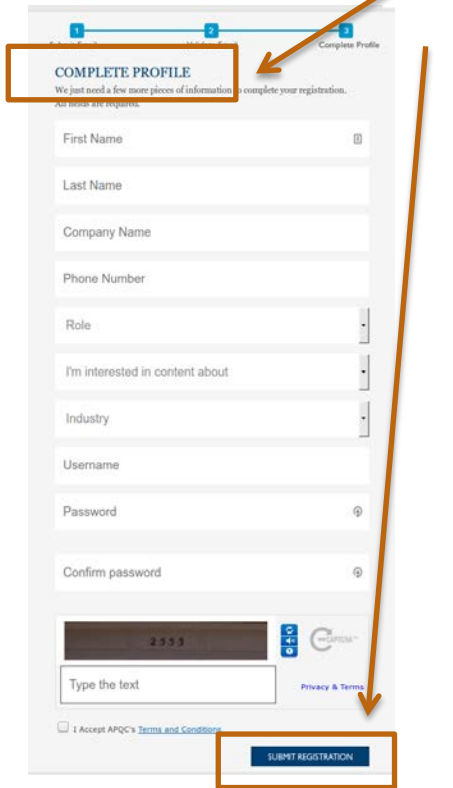 1 2 3
Complete Profile
COMPLETE PROFILE
We just need a few more pieces of information to complete your registration.
All fields are required.
First Name
Last Name
Company Name
Phone Number
Role
I'm interested in content about
Industry
Username
Password
Confirm password
2555
Type the text
Privacy & Terms
I Accept APQC's Terms and Conditions
SUBMIT REGISTRATION